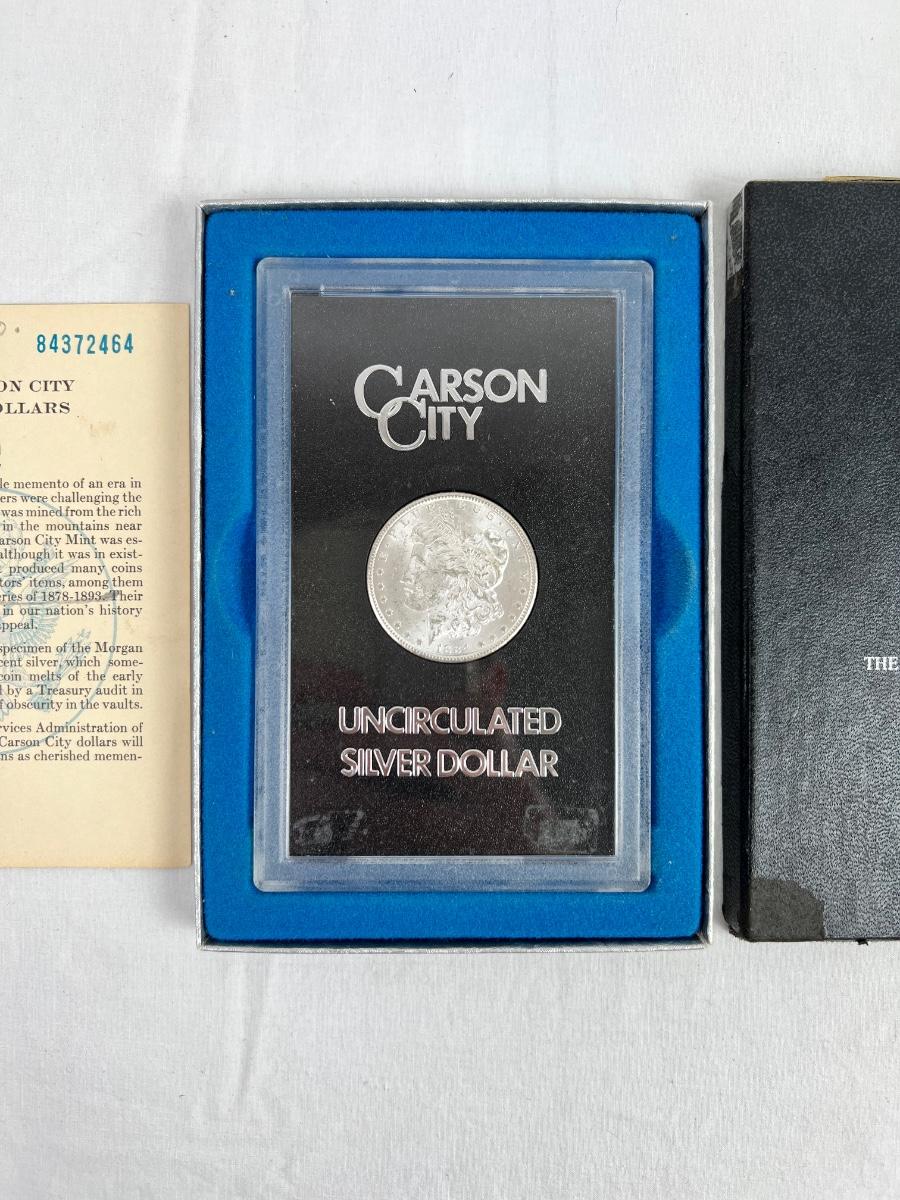 84372464
ON CITY
OLLARS
le memento of an era in
ers were challenging the
was mined from the rich
in the mountains near
arson City Mint was es-
although it was in exist-
t produced many coins
tors' items, among them
eries of 1878-1893. Their
in our nation's history
appeal.
specimen of the Morgan
cent silver, which some-
coin melts of the early
d by a Treasury audit in
f obscurity in the vaults.
rvices Administration of
Carson City dollars will
ns as cherished memen-
CARSON
CITY
UNCIRCULATED
SILVER DOLLAR
THE